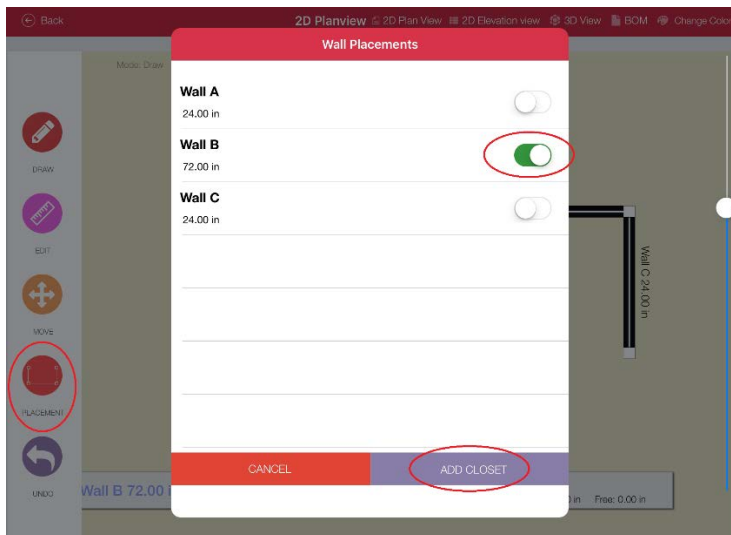 Back
2D Planview 2D Plan View 2D Elevation view 3D View BOM Change Color
Wall Placements
Mode: Draw
Wall A
24.00 in
Wall B
72.00 in
Wall C
24.00 in
DRAW
EDIT
MOVE
PLACEMENT
UNDO
Wall C 24.00 in
CANCEL
ADD CLOSET
Wall B 72.00 i
in Free: 0.00 in